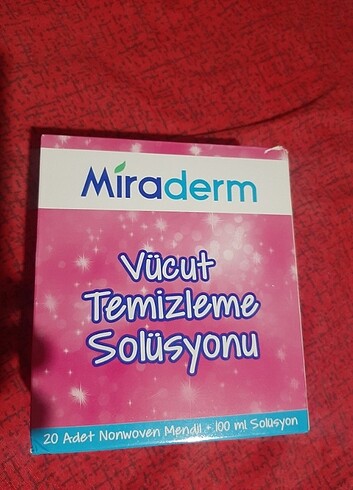 Miraderm
Vücut
Temizleme
Solüsyonu
20 Adet Nonwoven Mendil + 100 ml Solüsyon